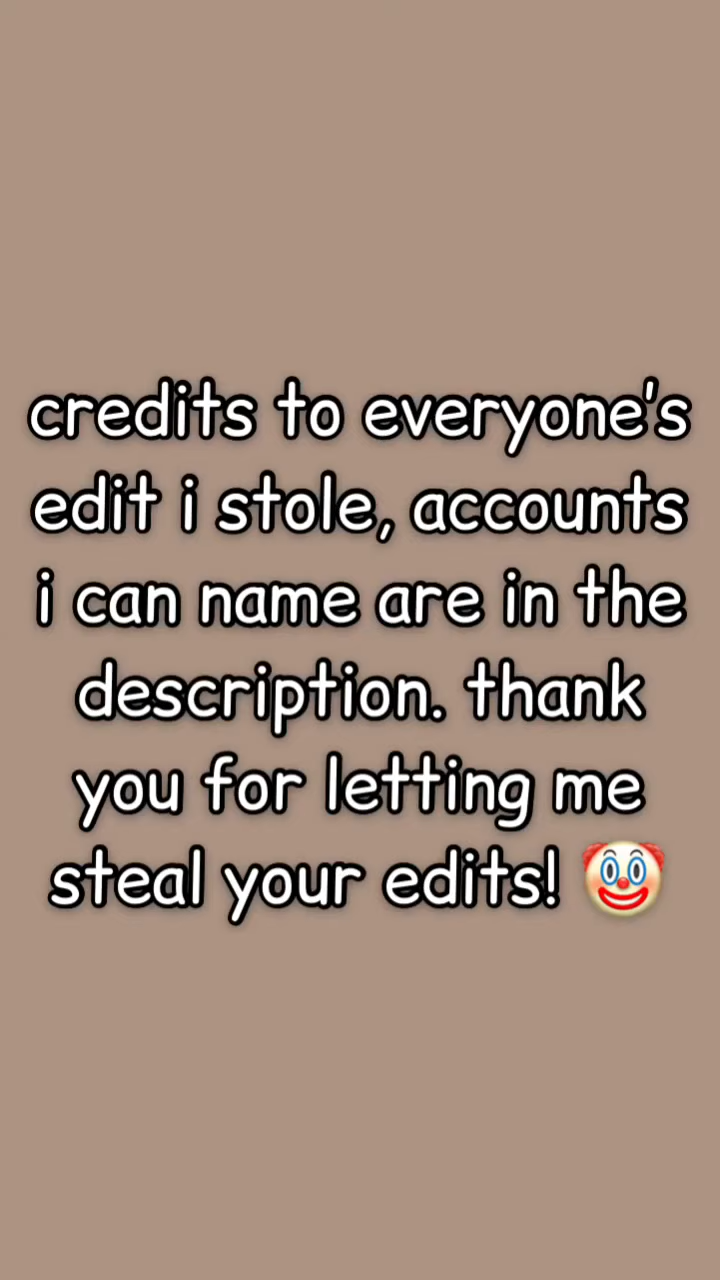 credits to everyone's
edit i stole, accounts
i can name are in the
description. thank
you for letting me
steal your edits! 🤡